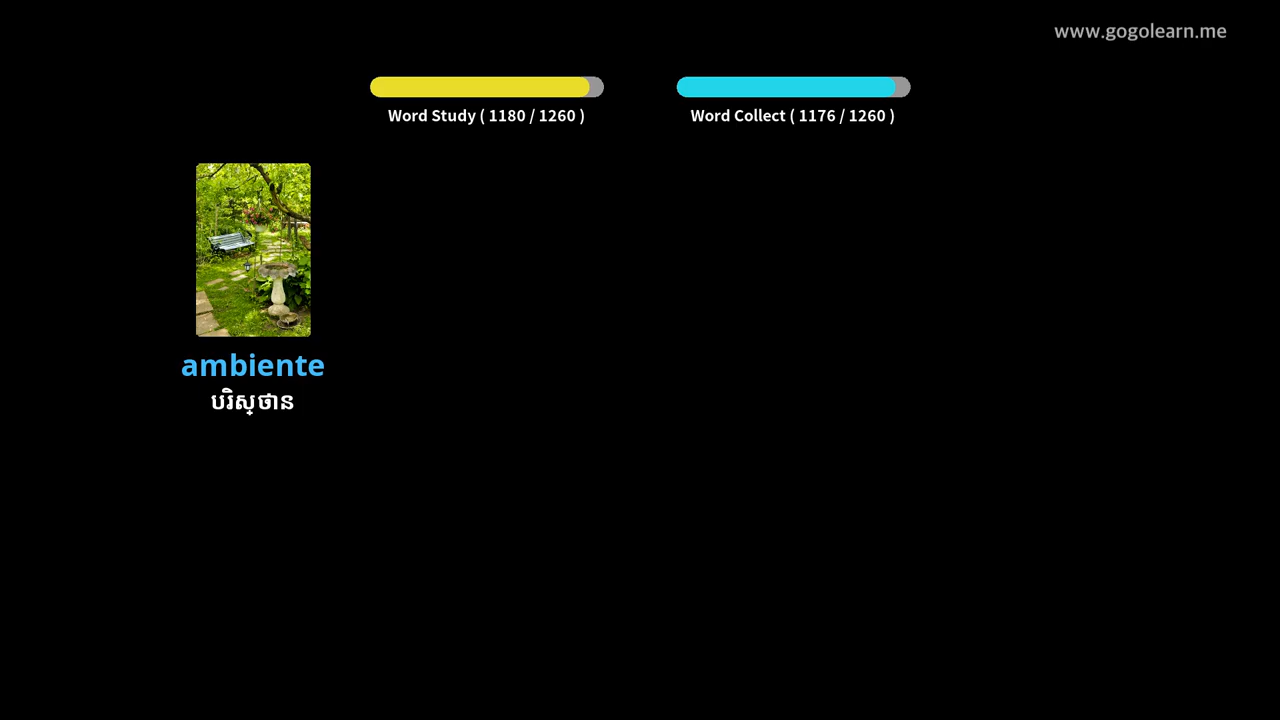 www.gogolearn.me
Word Study ( 1180 / 1260 )
Word Collect ( 1176 / 1260 )
ambiente
បរិស្ថាន